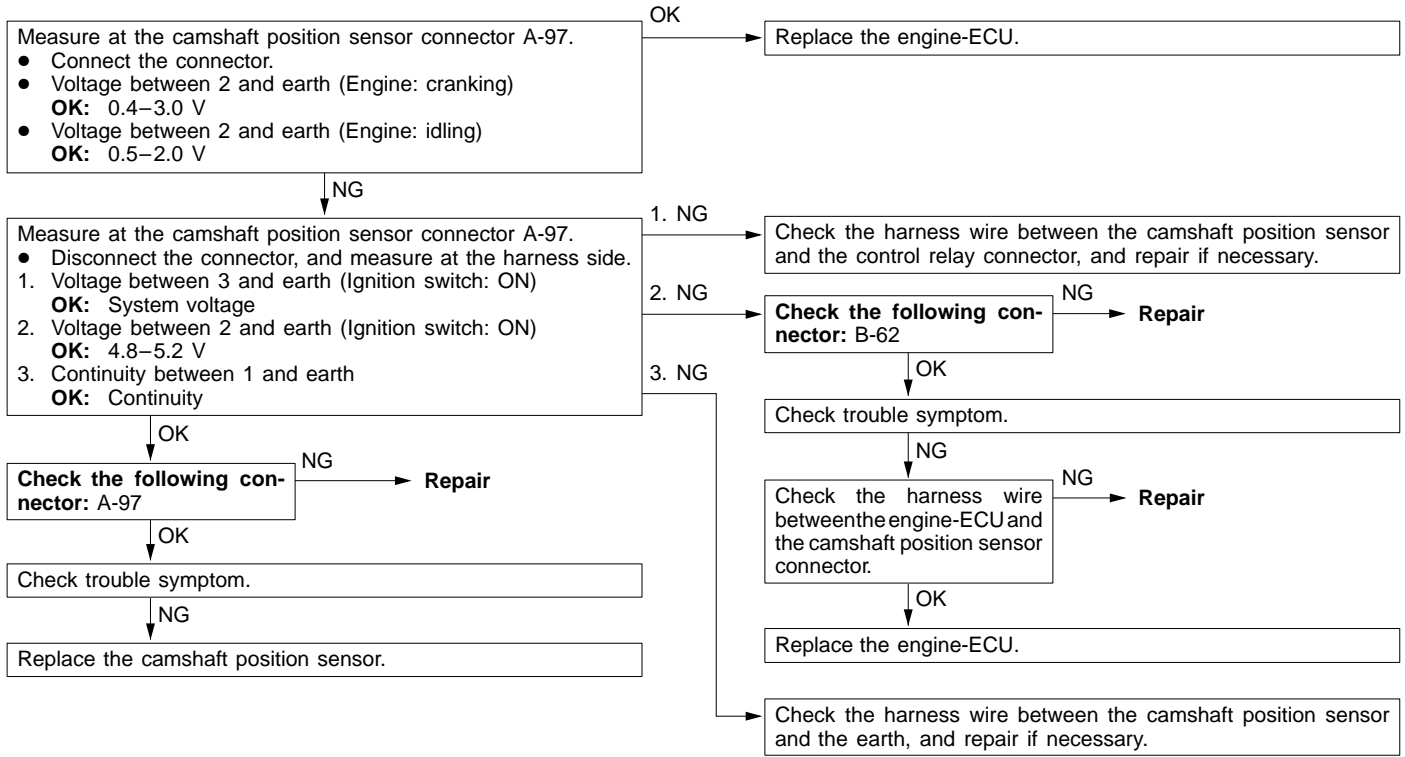 Measure at the camshaft position sensor connector A-97.
● Connect the connector.
● Voltage between 2 and earth (Engine: cranking)
OK: 0.4–3.0 V
● Voltage between 2 and earth (Engine: idling)
OK: 0.5–2.0 V
OK
Replace the engine-ECU.
NG
Measure at the camshaft position sensor connector A-97.
● Disconnect the connector, and measure at the harness side.
1. Voltage between 3 and earth (Ignition switch: ON)
OK: System voltage
2. Voltage between 2 and earth (Ignition switch: ON)
OK: 4.8–5.2 V
3. Continuity between 1 and earth
OK: Continuity
1. NG
Check the harness wire between the camshaft position sensor
and the control relay connector, and repair if necessary.
2. NG
Check the following con-
nector: B-62
NG
Repair
OK
Check trouble symptom.
NG
Check the harness wire
betweentheengine-ECUand
the camshaft position sensor
connector.
NG
Repair
OK
Replace the engine-ECU.
3. NG
Check the harness wire between the camshaft position sensor
and the earth, and repair if necessary.
OK
Check the following con-
nector: A-97
NG
Repair
OK
Check trouble symptom.
NG
Replace the camshaft position sensor.